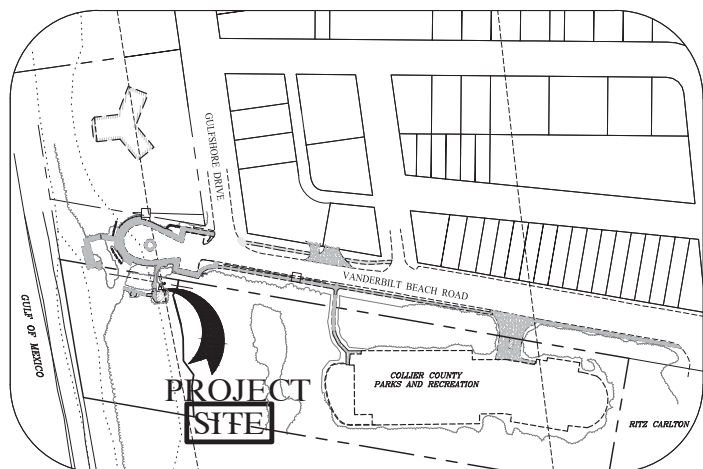 GULFSHORE DRIVE
VANDERBILT BEACH ROAD
GULF OF MEXICO
PROJECT
SITE
COLLIER COUNTY
PARKS AND RECREATION
RITZ CARLTON